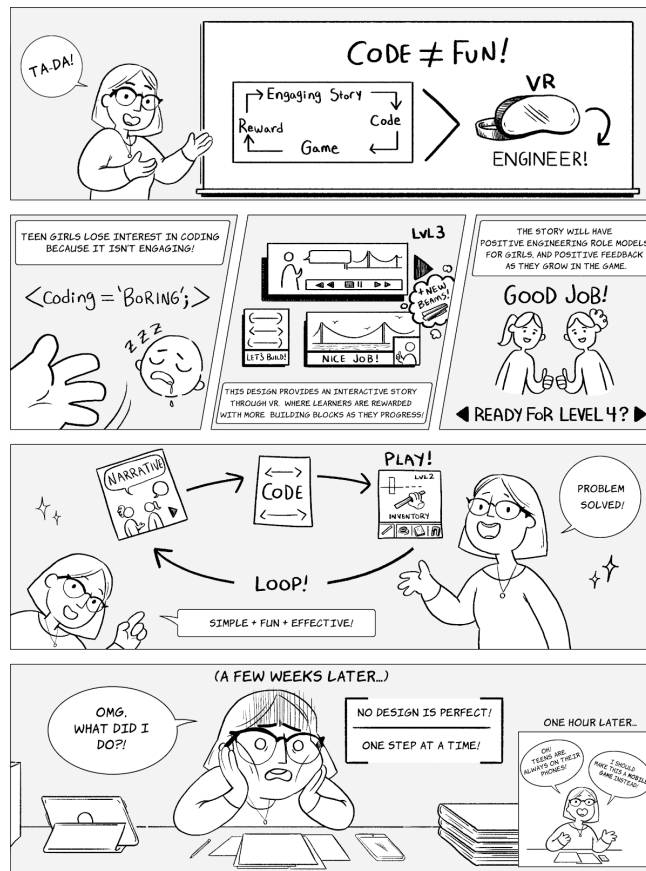 TA-DA!
CODE ≠ FUN!
Engaging Story
Code
Game
Reward
VR
ENGINEER!
TEEN GIRLS LOSE INTEREST IN CODING
BECAUSE IT ISN'T ENGAGING!
<Coding = 'BORING';>
ZZZ
LVL 3
+ NEW
BEAMS!
LET'S BUILD!
NICE JOB!
THIS DESIGN PROVIDES AN INTERACTIVE STORY
THROUGH VR. WHERE LEARNERS ARE REWARDED
WITH MORE BUILDING BLOCKS AS THEY PROGRESS!
THE STORY WILL HAVE
POSITIVE ENGINEERING ROLE MODELS
FOR GIRLS, AND POSITIVE FEEDBACK
AS THEY GROW IN THE GAME.
GOOD JOB!
READY FOR LEVEL 4?
NARRATIVE
CODE
PLAY!
LVL 2
INVENTORY
LOOP!
PROBLEM
SOLVED!
SIMPLE + FUN + EFFECTIVE!
(A FEW WEEKS LATER...)
OMG,
WHAT DID I
DO?!
NO DESIGN IS PERFECT!
ONE STEP AT A TIME!
ONE HOUR LATER...
OH!
TEENS ARE
ALWAYS ON THEIR
PHONES!
I SHOULD
MAKE THIS A MOBILE
GAME INSTEAD!